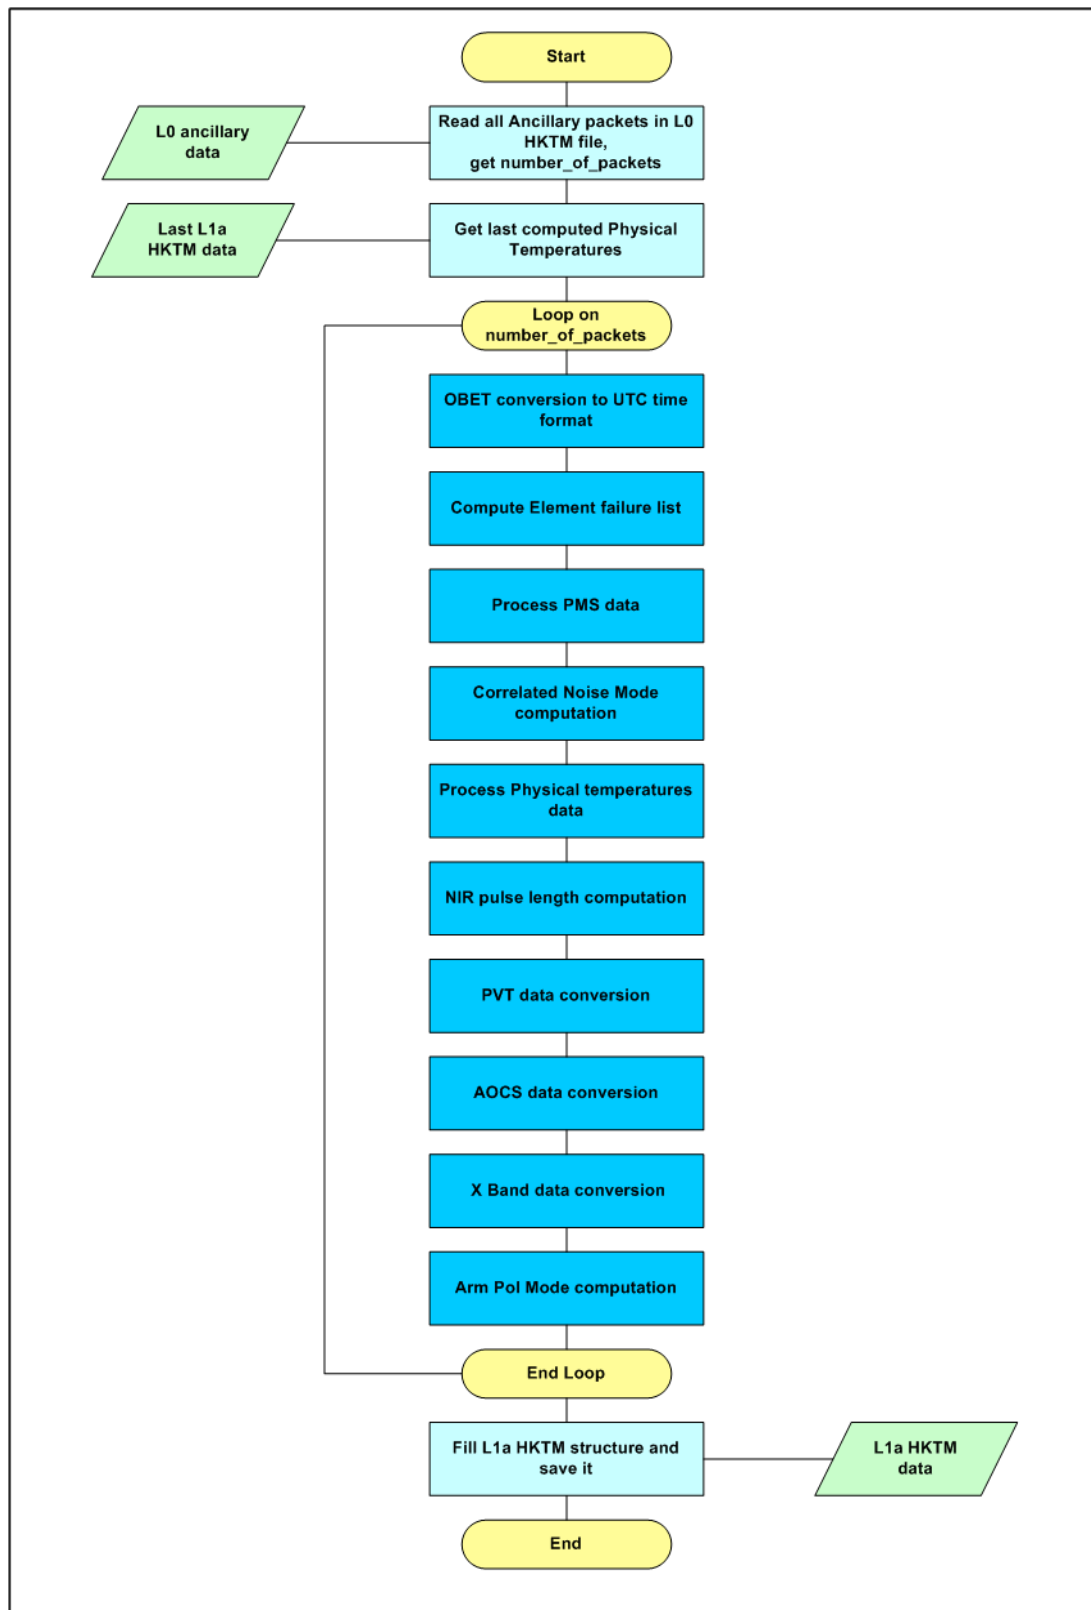 Start
L0 ancillary
data
Read all Ancillary packets in L0
HKTM file,
get number_of_packets
Last L1a
HKTM data
Get last computed Physical
Temperatures
Loop on
number_of_packets
OBET conversion to UTC time
format
Compute Element failure list
Process PMS data
Correlated Noise Mode
computation
Process Physical temperatures
data
NIR pulse length computation
PVT data conversion
AOCS data conversion
X Band data conversion
Arm Pol Mode computation
End Loop
Fill L1a HKTM structure and
save it
L1a HKTM
data
End